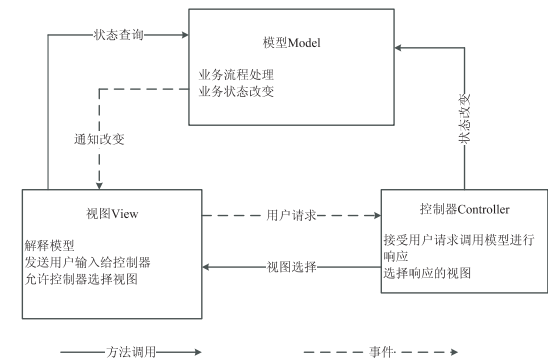 状态查询
模型Model
业务流程处理
业务状态改变
状态改变
通知改变
视图View
解释模型
发送用户输入给控制器
允许控制器选择视图
用户请求
视图选择
控制器Controller
接受用户请求调用模型进行
响应
选择响应的视图
方法调用
事件